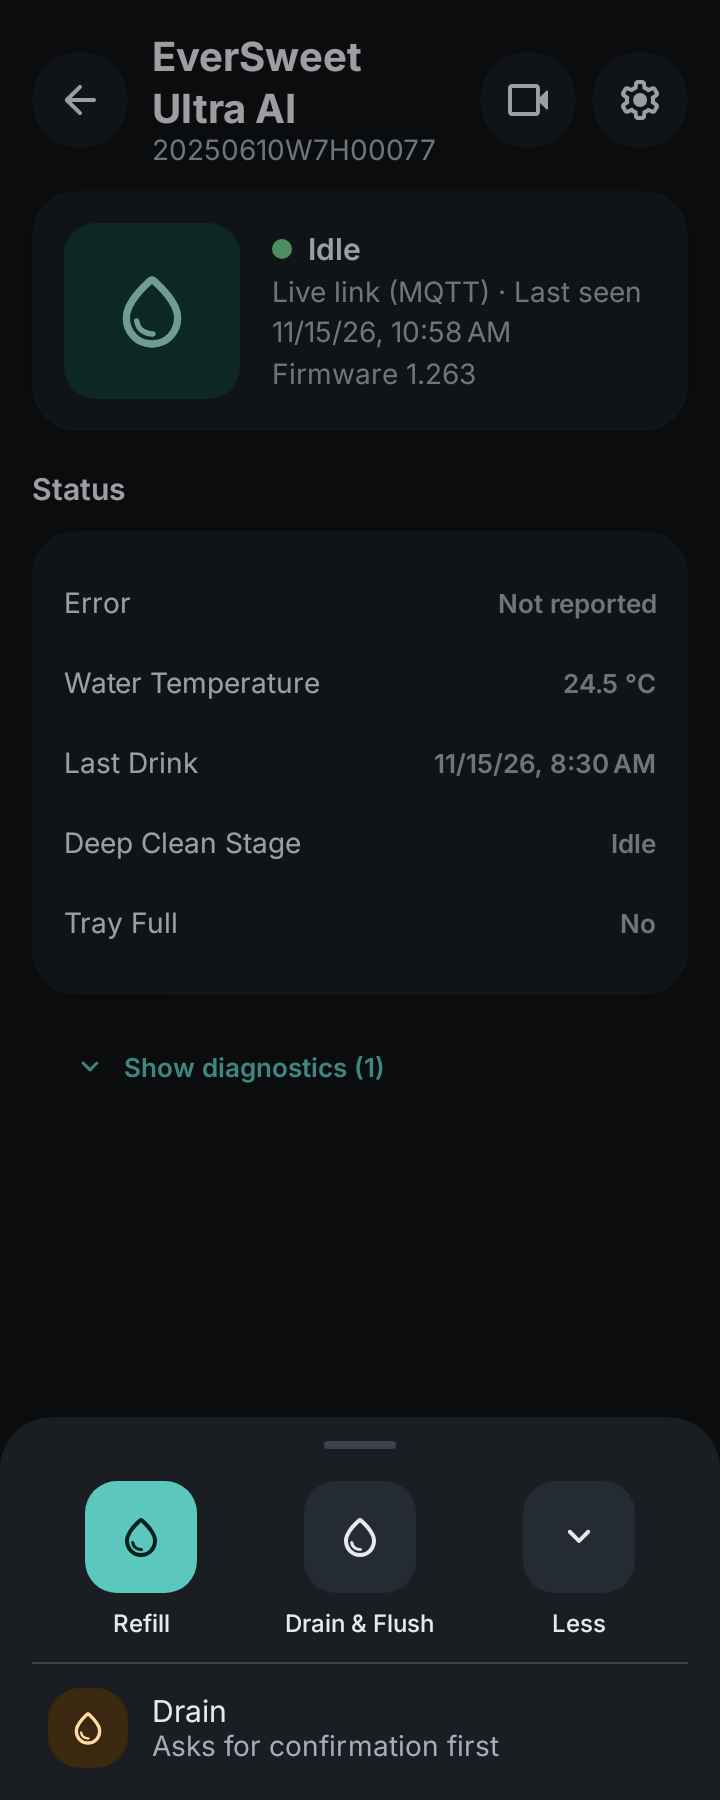 EverSweet
Ultra AI
20250610W7H00077
Idle
Live link (MQTT) · Last seen
11/15/26, 10:58 AM
Firmware 1.263
Status
Error
Not reported
Water Temperature
24.5 °C
Last Drink
11/15/26, 8:30 AM
Deep Clean Stage
Idle
Tray Full
No
Show diagnostics (1)
Refill
Drain & Flush
Less
Drain
Asks for confirmation first